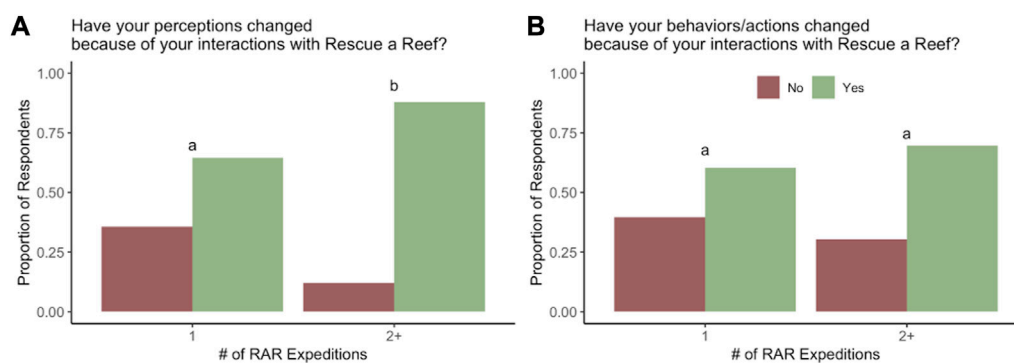 A
Have your perceptions changed
because of your interactions with Rescue a Reef?
Proportion of Respondents
1.00
0.75
0.50
0.25
0.00
a
b
1
2+
# of RAR Expeditions
B
Have your behaviors/actions changed
because of your interactions with Rescue a Reef?
No
Yes
Proportion of Respondents
1.00
0.75
0.50
0.25
0.00
a
a
1
2+
# of RAR Expeditions